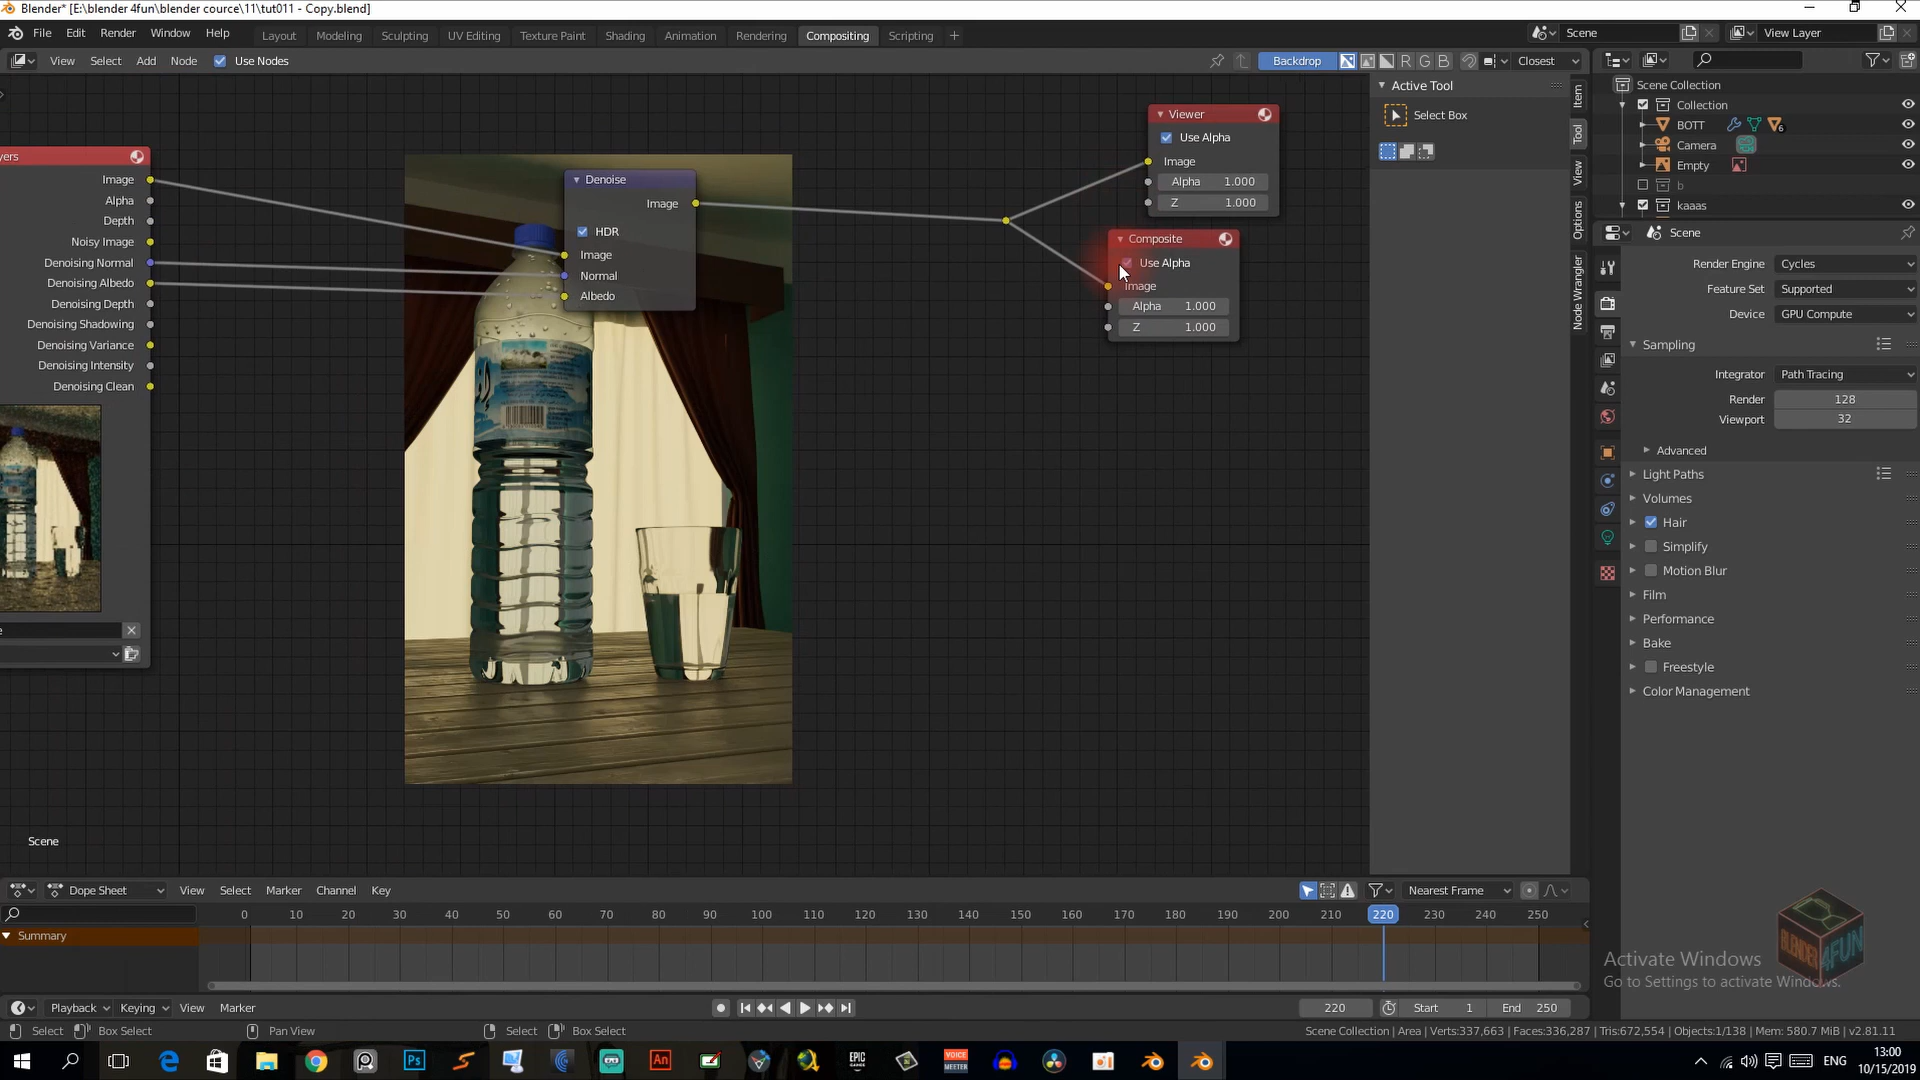 Blender* [E:\blender 4fun\blender cource\11\tut011 - Copy.blend]
File Edit Render Window Help Layout Modeling Sculpting UV Editing Texture Paint Shading Animation Rendering Compositing Scripting + Scene View Layer
View Select Add Node Use Nodes Backdrop R G B Closest
yers
Image
Alpha
Depth
Noisy Image
Denoising Normal
Denoising Albedo
Denoising Depth
Denoising Shadowing
Denoising Variance
Denoising Intensity
Denoising Clean
e
Denoise
Image
HDR
Image
Normal
Albedo
Viewer
Use Alpha
Image
Alpha 1.000
Z 1.000
Composite
Use Alpha
Image
Alpha 1.000
Z 1.000
Active Tool
Select Box
Item
Tool
View
Options
Node Wrangler
Scene Collection
Collection
BOTT 6
Camera
Empty
b
kaaas
Scene
Render Engine Cycles
Feature Set Supported
Device GPU Compute
Sampling
Integrator Path Tracing
Render 128
Viewport 32
Advanced
Light Paths
Volumes
Hair
Simplify
Motion Blur
Film
Performance
Bake
Freestyle
Color Management
Scene
Dope Sheet View Select Marker Channel Key Nearest Frame
0 10 20 30 40 50 60 70 80 90 100 110 120 130 140 150 160 170 180 190 200 210 220 230 240 250
Summary
BLENDER4FUN
Activate Windows
Go to Settings to activate Windows.
Playback Keying View Marker 220 Start 1 End 250
Select Box Select Pan View Select Box Select Scene Collection | Area | Verts:337,663 | Faces:336,287 | Tris:672,554 | Objects:1/138 | Mem: 580.7 MiB | v2.81.11
Ps An EPIC GAMES VOICE MEETER ENG 13:00
10/15/2019